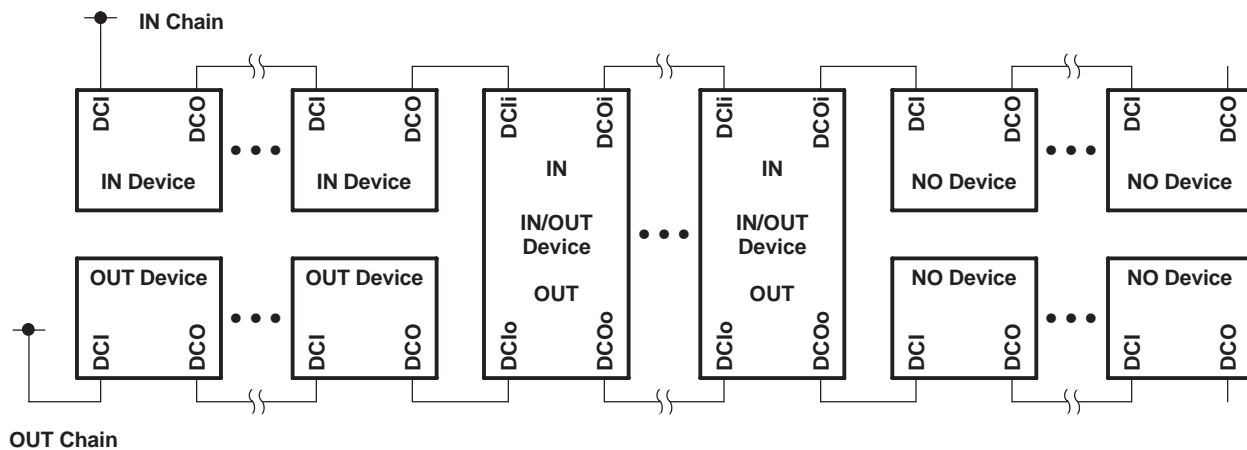 IN Chain
DCI DCO DCI DCO DCIi DCOi DCIi DCOi DCI DCO DCI DCO
IN Device IN Device IN IN NO Device NO Device
IN/OUT Device IN/OUT Device
OUT Device OUT Device OUT OUT NO Device NO Device
DCI DCO DCI DCO DCIo DCOo DCIo DCOo DCI DCO DCI DCO
OUT Chain